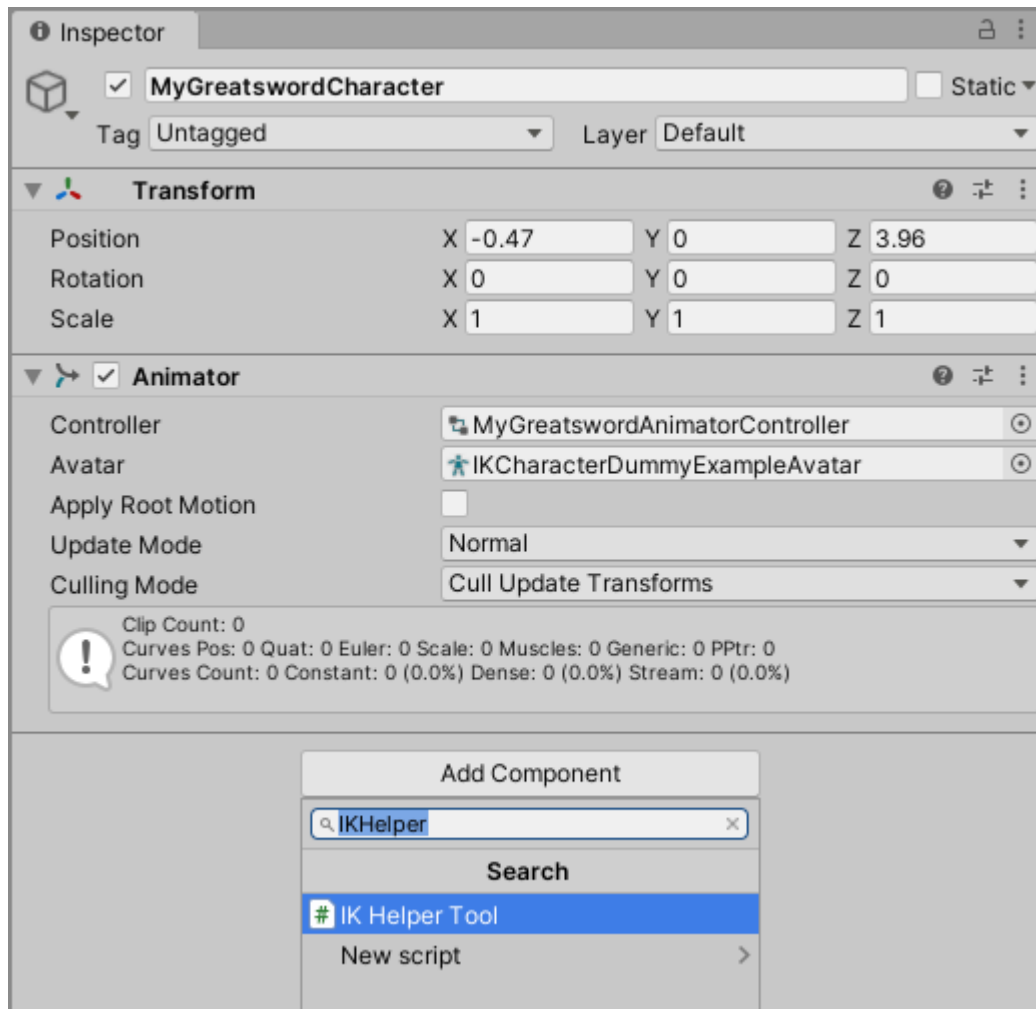 Inspector
MyGreatswordCharacter Static
Tag Untagged Layer Default
Transform
Position X -0.47 Y 0 Z 3.96
Rotation X 0 Y 0 Z 0
Scale X 1 Y 1 Z 1
Animator
Controller MyGreatswordAnimatorController
Avatar IKCharacterDummyExampleAvatar
Apply Root Motion
Update Mode Normal
Culling Mode Cull Update Transforms
Clip Count: 0
Curves Pos: 0 Quat: 0 Euler: 0 Scale: 0 Muscles: 0 Generic: 0 PPtr: 0
Curves Count: 0 Constant: 0 (0.0%) Dense: 0 (0.0%) Stream: 0 (0.0%)
Add Component
IKHelper
Search
# IK Helper Tool
New script